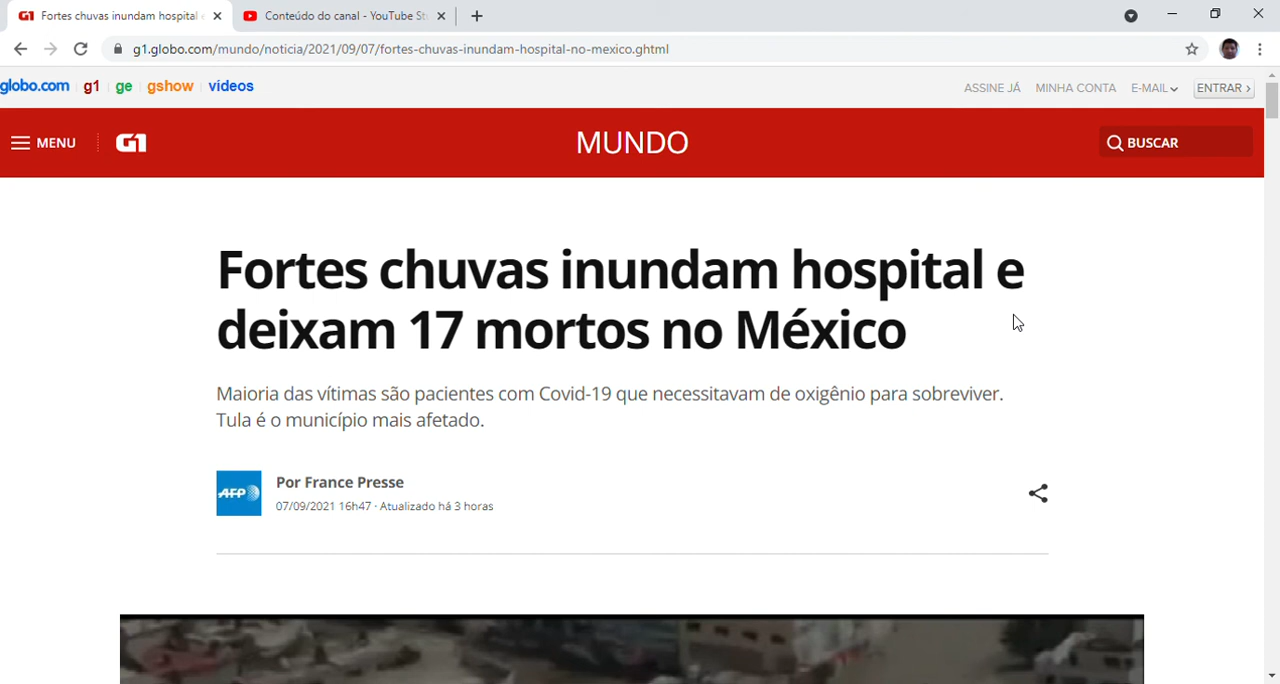 Fortes chuvas inundam hospital e
Conteúdo do canal - YouTube St
g1.globo.com/mundo/noticia/2021/09/07/fortes-chuvas-inundam-hospital-no-mexico.ghtml
globo.com g1 ge gshow videos ASSINE JÁ MINHA CONTA E-MAIL ENTRAR
MENU G1 MUNDO BUSCAR
Fortes chuvas inundam hospital e
deixam 17 mortos no México
Maioria das vítimas são pacientes com Covid-19 que necessitavam de oxigênio para sobreviver.
Tula é o município mais afetado.
AFP
Por France Presse
07/09/2021 16h47 · Atualizado há 3 horas